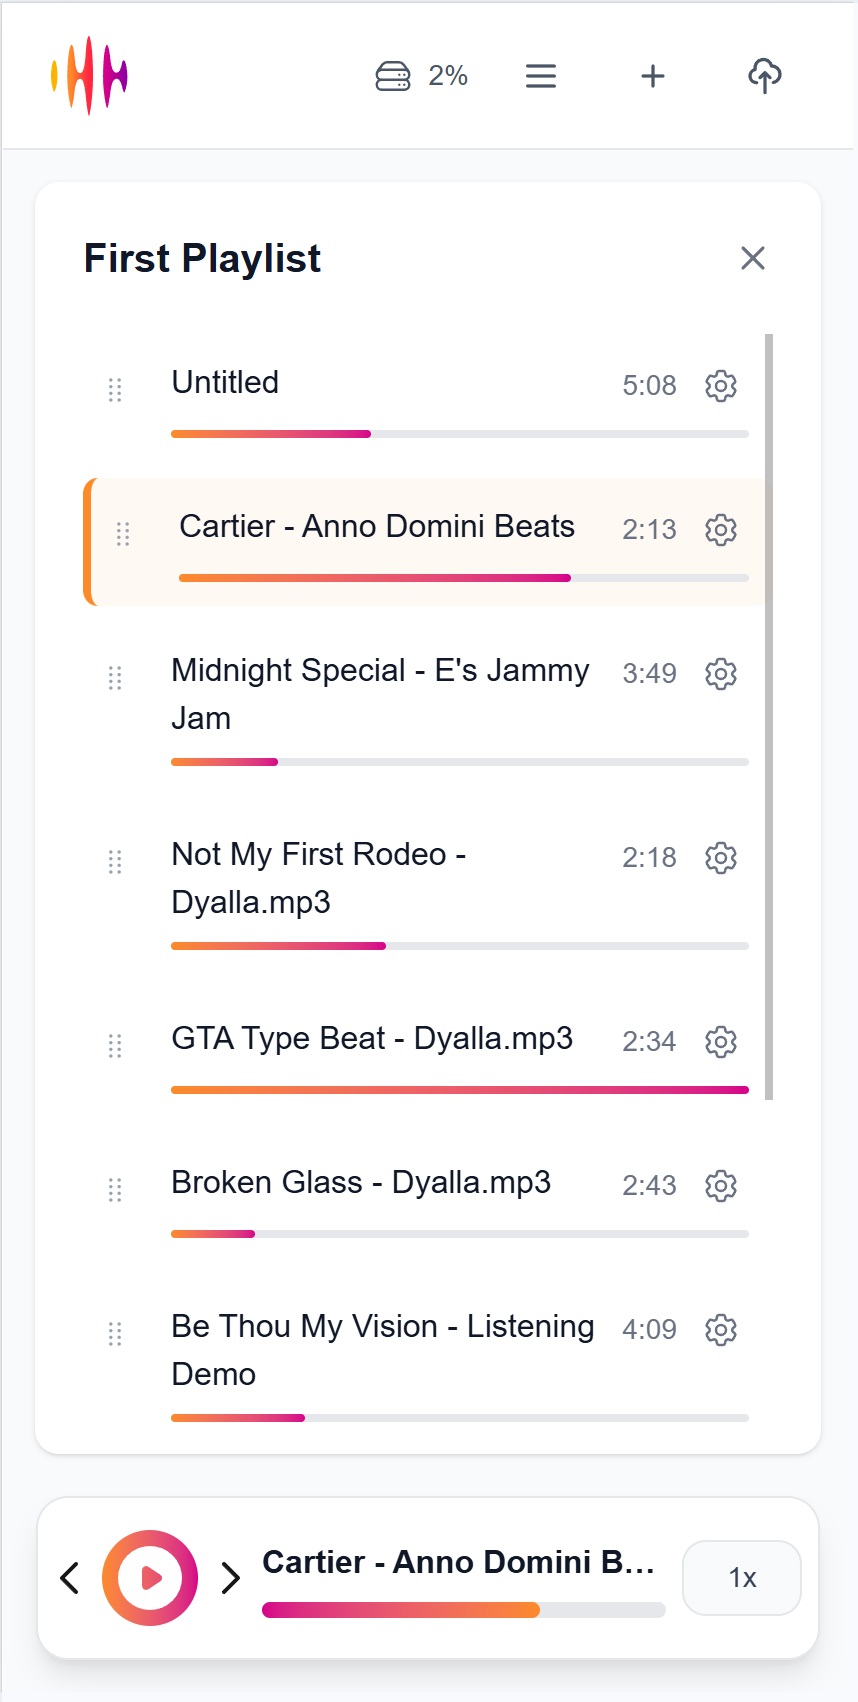 2%
First Playlist
Untitled 5:08
Cartier - Anno Domini Beats 2:13
Midnight Special - E's Jammy 3:49
Jam
Not My First Rodeo - 2:18
Dyalla.mp3
GTA Type Beat - Dyalla.mp3 2:34
Broken Glass - Dyalla.mp3 2:43
Be Thou My Vision - Listening 4:09
Demo
Cartier - Anno Domini B...
1x